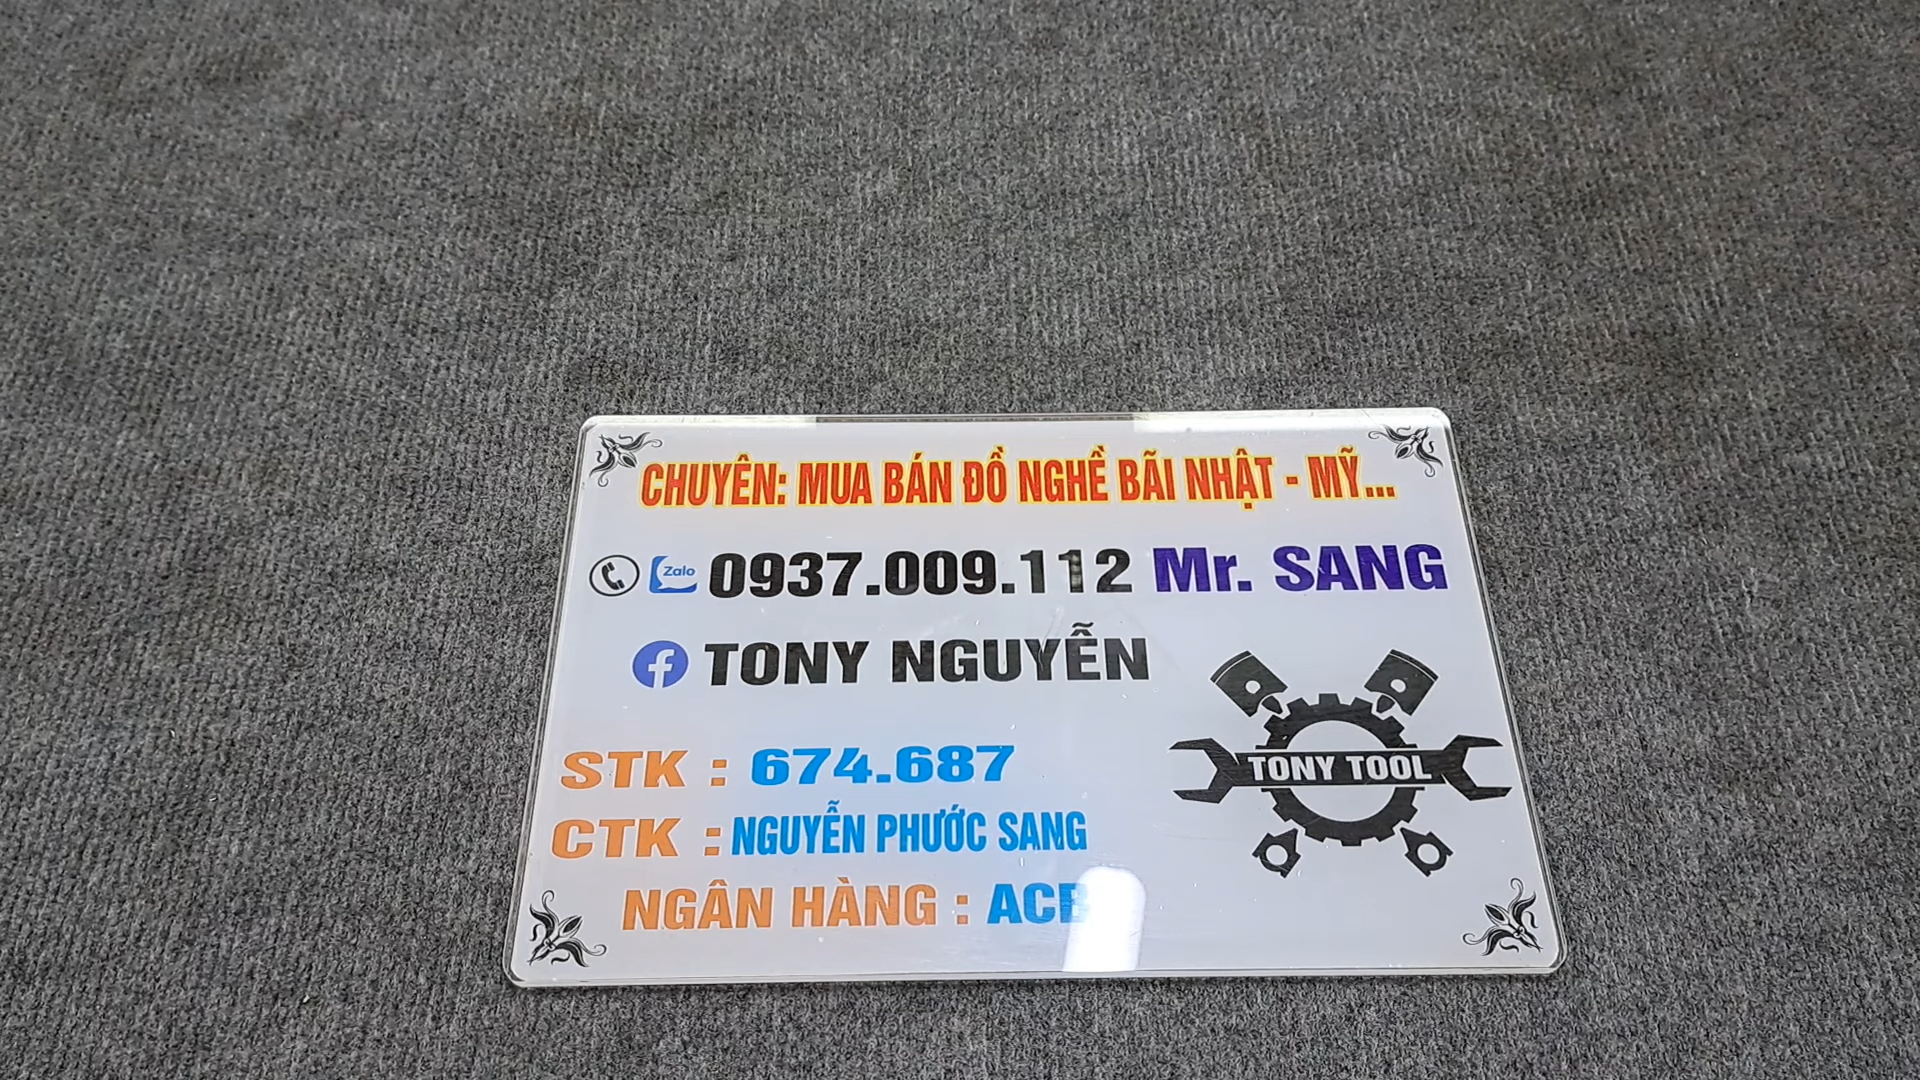 CHUYÊN: MUA BÁN ĐỒ NGHỀ BÃI NHẬT - MỸ...
Zalo 0937.009.112 Mr. SANG
TONY NGUYỄN
TONY TOOL
STK : 674.687
CTK : NGUYỄN PHƯỚC SANG
NGÂN HÀNG : ACB